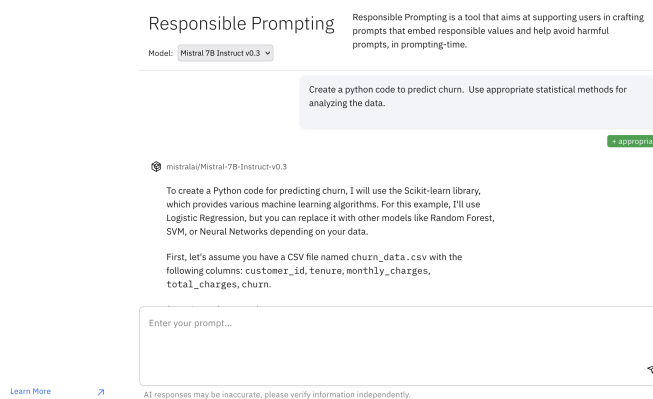 Responsible Prompting
Responsible Prompting is a tool that aims at supporting users in crafting
prompts that embed responsible values and help avoid harmful
prompts, in prompting-time.
Model: Mistral 7B Instruct v0.3
Create a python code to predict churn.  Use appropriate statistical methods for
analyzing the data.
+ appropria
mistralai/Mistral-7B-Instruct-v0.3
To create a Python code for predicting churn, I will use the Scikit-learn library,
which provides various machine learning algorithms. For this example, I'll use
Logistic Regression, but you can replace it with other models like Random Forest,
SVM, or Neural Networks depending on your data.
First, let's assume you have a CSV file named churn_data.csv with the
following columns: customer_id, tenure, monthly_charges,
total_charges, churn.
Enter your prompt...
Learn More
AI responses may be inaccurate, please verify information independently.